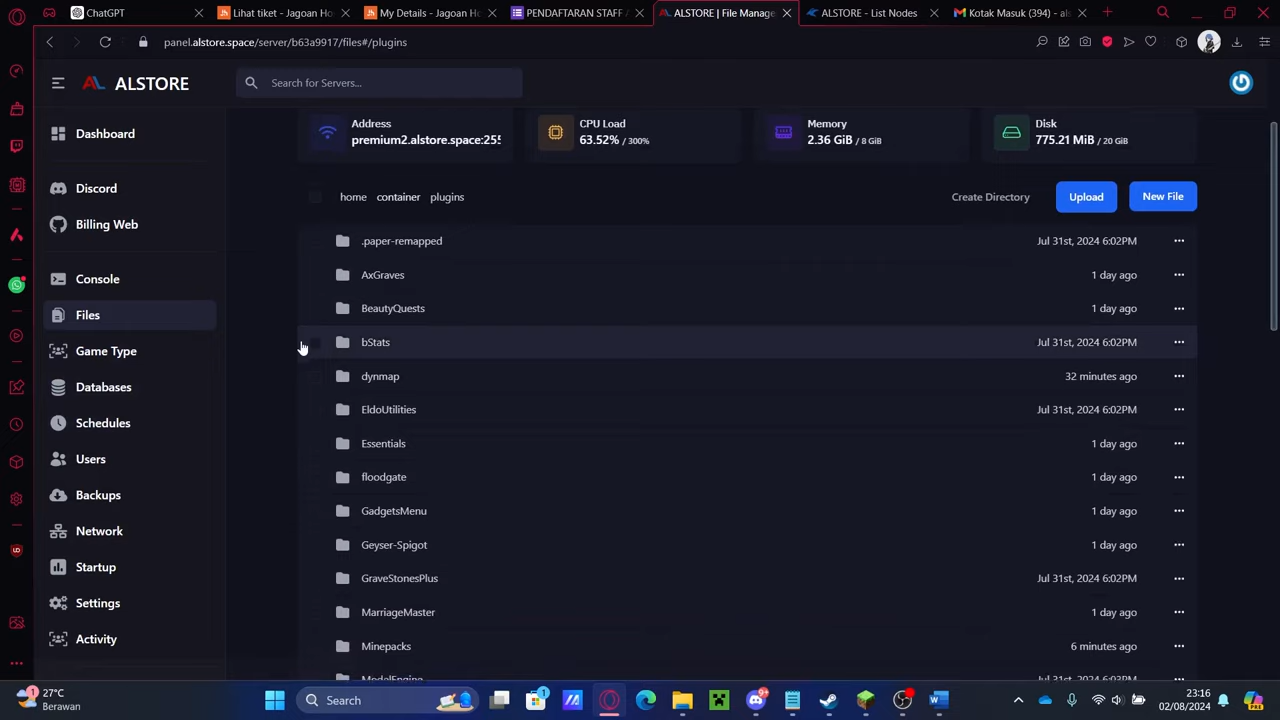 ChatGPT
Lihat tiket - Jagoan Ho
My Details - Jagoan H
PENDAFTARAN STAFF A
ALSTORE | File Manage
ALSTORE - List Nodes
Kotak Masuk (394) - al
panel.alstore.space/server/b63a9917/files#/plugins
ALSTORE
Search for Servers...
Address
premium2.alstore.space:255
CPU Load
63.52% / 300%
Memory
2.36 GiB / 8 GiB
Disk
775.21 MiB / 20 GiB
Dashboard
Discord
Billing Web
Console
Files
Game Type
Databases
Schedules
Users
Backups
Network
Startup
Settings
Activity
home container plugins
Create Directory
Upload
New File
.paper-remapped Jul 31st, 2024 6:02PM
AxGraves 1 day ago
BeautyQuests 1 day ago
bStats Jul 31st, 2024 6:02PM
dynmap 32 minutes ago
EldoUtilities Jul 31st, 2024 6:02PM
Essentials 1 day ago
floodgate 1 day ago
GadgetsMenu 1 day ago
Geyser-Spigot 1 day ago
GraveStonesPlus Jul 31st, 2024 6:02PM
MarriageMaster 1 day ago
Minepacks 6 minutes ago
ModelEngine
27°C
Berawan
Search
23:16
02/08/2024